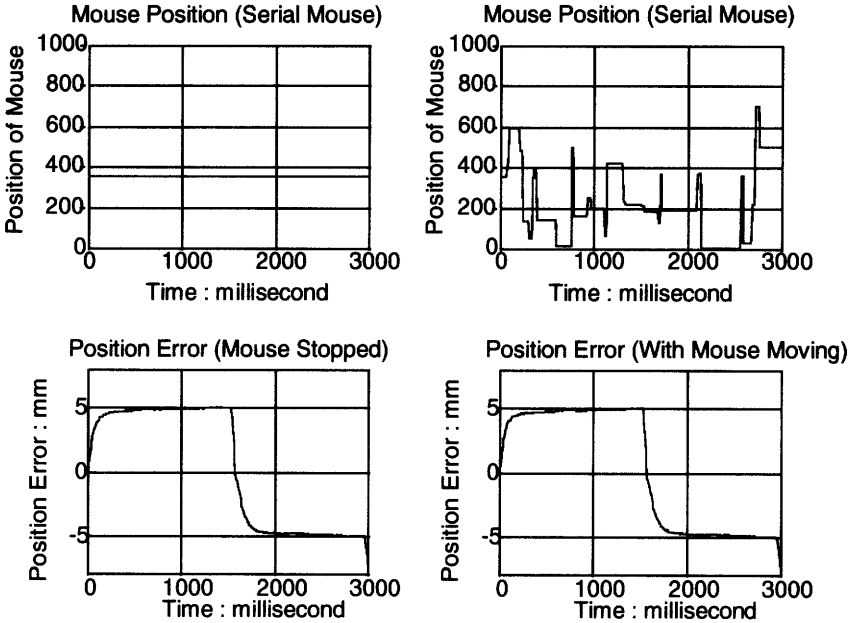 Mouse Position (Serial Mouse)
Position of Mouse
1000
800
600
400
200
0
0 1000 2000 3000
Time : millisecond
Mouse Position (Serial Mouse)
Position of Mouse
1000
800
600
400
200
0
0 1000 2000 3000
Time : millisecond
Position Error (Mouse Stopped)
Position Error : mm
5
0
-5
0 1000 2000 3000
Time : millisecond
Position Error (With Mouse Moving)
Position Error : mm
5
0
-5
0 1000 2000 3000
Time : millisecond